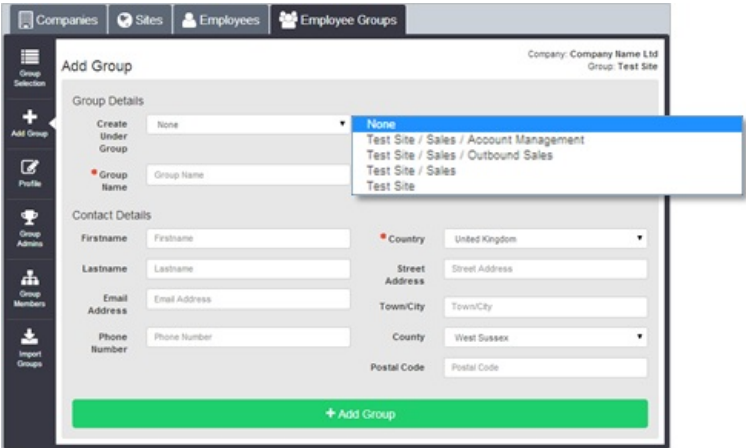 Companies Sites Employees Employee Groups
Company: Company Name Ltd
Group: Test Site
Add Group
Group Selection
Add Group
Profile
Group Admins
Group Members
Import Groups
Group Details
Create Under Group None
None
Test Site / Sales / Account Management
Test Site / Sales / Outbound Sales
Test Site / Sales
Test Site
Group Name Group Name
Contact Details
Firstname Firstname
Country United Kingdom
Lastname Lastname
Street Address Street Address
Email Address Email Address
Town/City Town/City
Phone Number Phone Number
County West Sussex
Postal Code Postal Code
+ Add Group